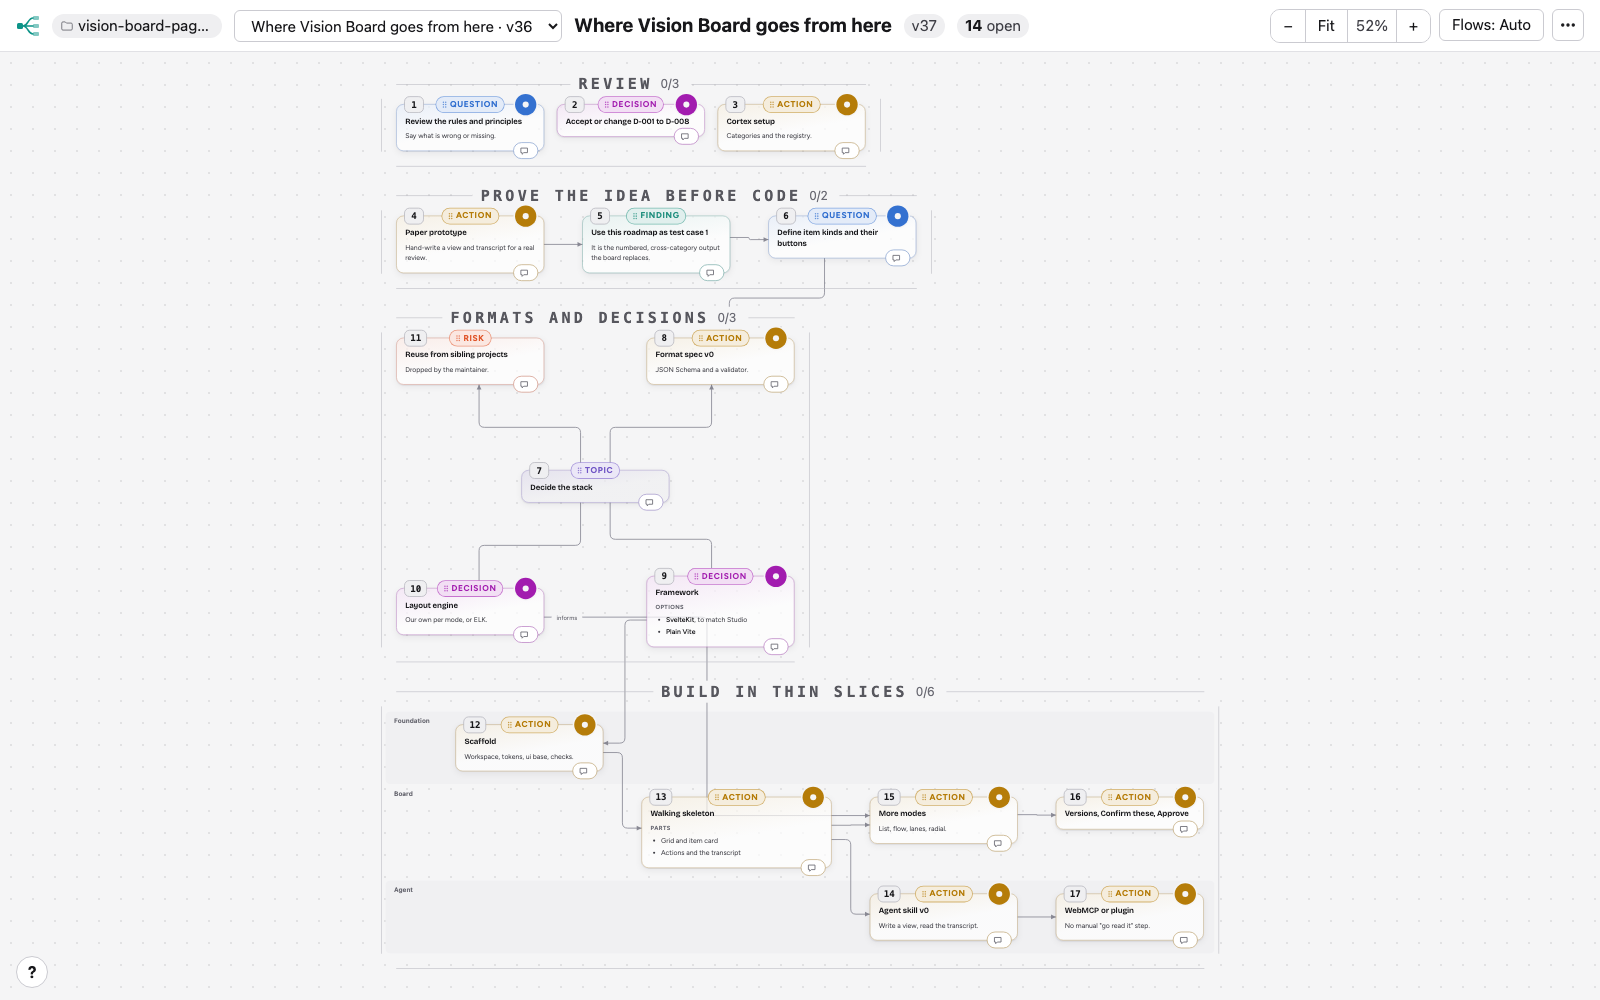 vision-board-pag...
Where Vision Board goes from here · v36
Where Vision Board goes from here
v37
14 open
−
Fit
52%
+
Flows: Auto
REVIEW 0/3
1
QUESTION
Review the rules and principles
Say what is wrong or missing.
2
DECISION
Accept or change D-001 to D-008
3
ACTION
Cortex setup
Categories and the registry.
PROVE THE IDEA BEFORE CODE 0/2
4
ACTION
Paper prototype
Hand-write a view and transcript for a real
review.
5
FINDING
Use this roadmap as test case 1
It is the numbered, cross-category output
the board replaces.
6
QUESTION
Define item kinds and their
buttons
FORMATS AND DECISIONS 0/3
11
RISK
Reuse from sibling projects
Dropped by the maintainer.
8
ACTION
Format spec v0
JSON Schema and a validator.
7
TOPIC
Decide the stack
10
DECISION
Layout engine
Our own per mode, or ELK.
informs
9
DECISION
Framework
OPTIONS
• SvelteKit, to match Studio
• Plain Vite
BUILD IN THIN SLICES 0/6
Foundation
12
ACTION
Scaffold
Workspace, tokens, ui base, checks.
Board
13
ACTION
Walking skeleton
PARTS
• Grid and item card
• Actions and the transcript
15
ACTION
More modes
List, flow, lanes, radial.
16
ACTION
Versions, Confirm these, Approve
Agent
14
ACTION
Agent skill v0
Write a view, read the transcript.
17
ACTION
WebMCP or plugin
No manual "go read it" step.
?